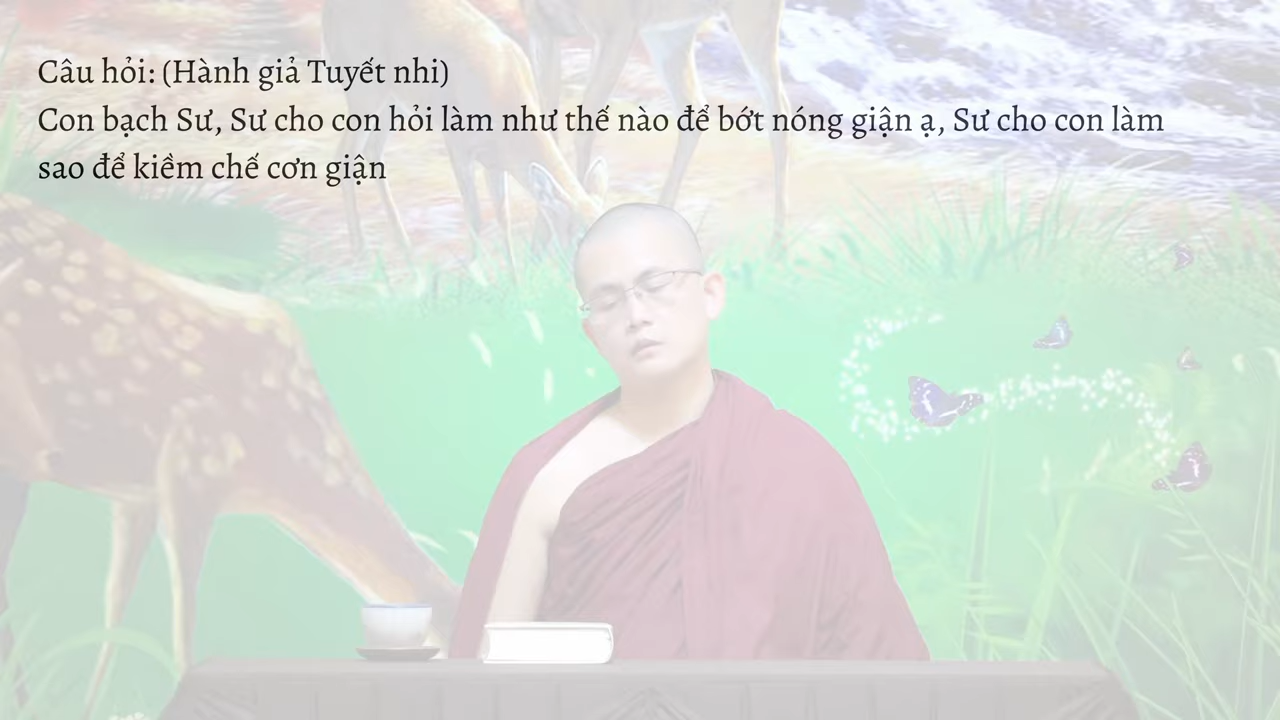 Câu hỏi: (Hành giả Tuyết nhi)
Con bạch Sư, Sư cho con hỏi làm như thế nào để bớt nóng giận ạ, Sư cho con làm
sao để kiềm chế cơn giận